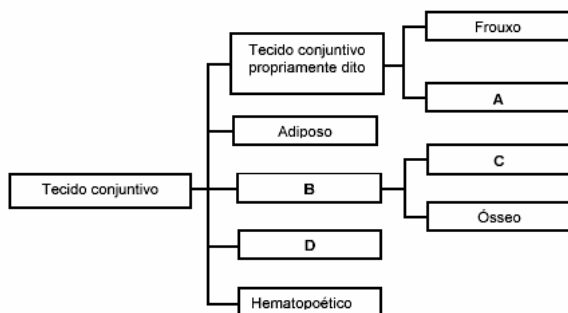 Frouxo
Tecido conjuntivo
propriamente dito
A
Adiposo
C
Tecido conjuntivo
B
Ósseo
D
Hematopoético